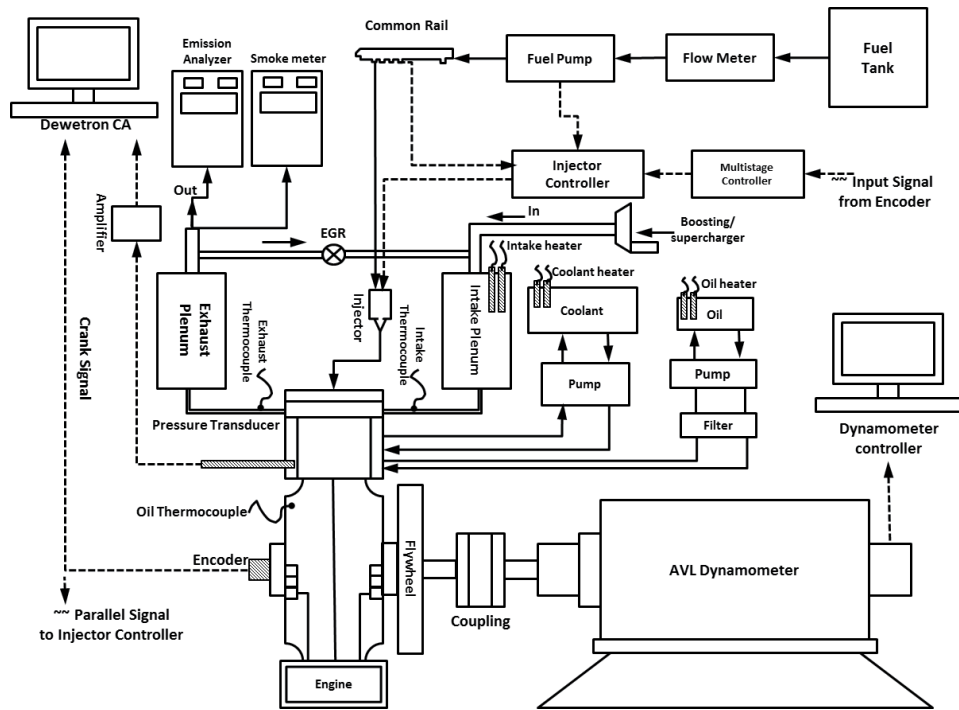 Common Rail
Emission
Analyzer
Smoke meter
Fuel Pump
Flow Meter
Fuel
Tank
Dewetron CA
Injector
Controller
Multistage
Controller
~~ Input Signal
from Encoder
Out
Amplifier
In
Boosting/
supercharger
EGR
Intake heater
Coolant heater
Oil heater
Exhaust
Plenum
Exhaust
Thermocouple
Injector
Intake
Thermocouple
Intake Plenum
Coolant
Oil
Crank Signal
Pump
Pump
Filter
Pressure Transducer
Dynamometer
controller
Oil Thermocouple
Encoder
Flywheel
AVL Dynamometer
~~ Parallel Signal
to Injector Controller
Coupling
Engine